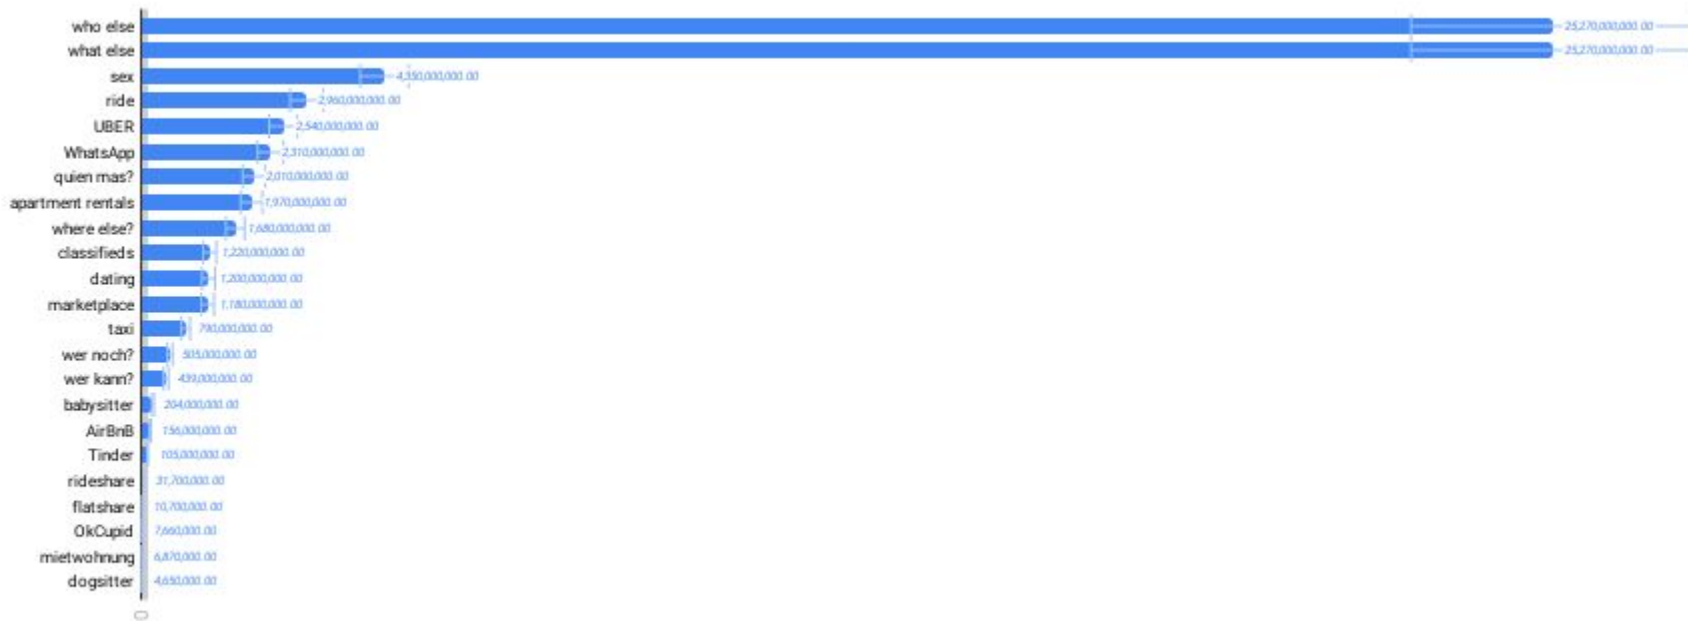 who else 25,270,000,000.00
what else 25,270,000,000.00
sex 4,350,000,000.00
ride 2,960,000,000.00
UBER 2,540,000,000.00
WhatsApp 2,310,000,000.00
quien mas? 2,010,000,000.00
apartment rentals 1,970,000,000.00
where else? 1,680,000,000.00
classifieds 1,220,000,000.00
dating 1,200,000,000.00
marketplace 1,180,000,000.00
taxi 790,000,000.00
wer noch? 505,000,000.00
wer kann? 439,000,000.00
babysitter 204,000,000.00
AirBnB 156,000,000.00
Tinder 105,000,000.00
rideshare 31,700,000.00
flatshare 10,700,000.00
OkCupid 7,660,000.00
mietwohnung 6,870,000.00
dogsitter 4,650,000.00
0